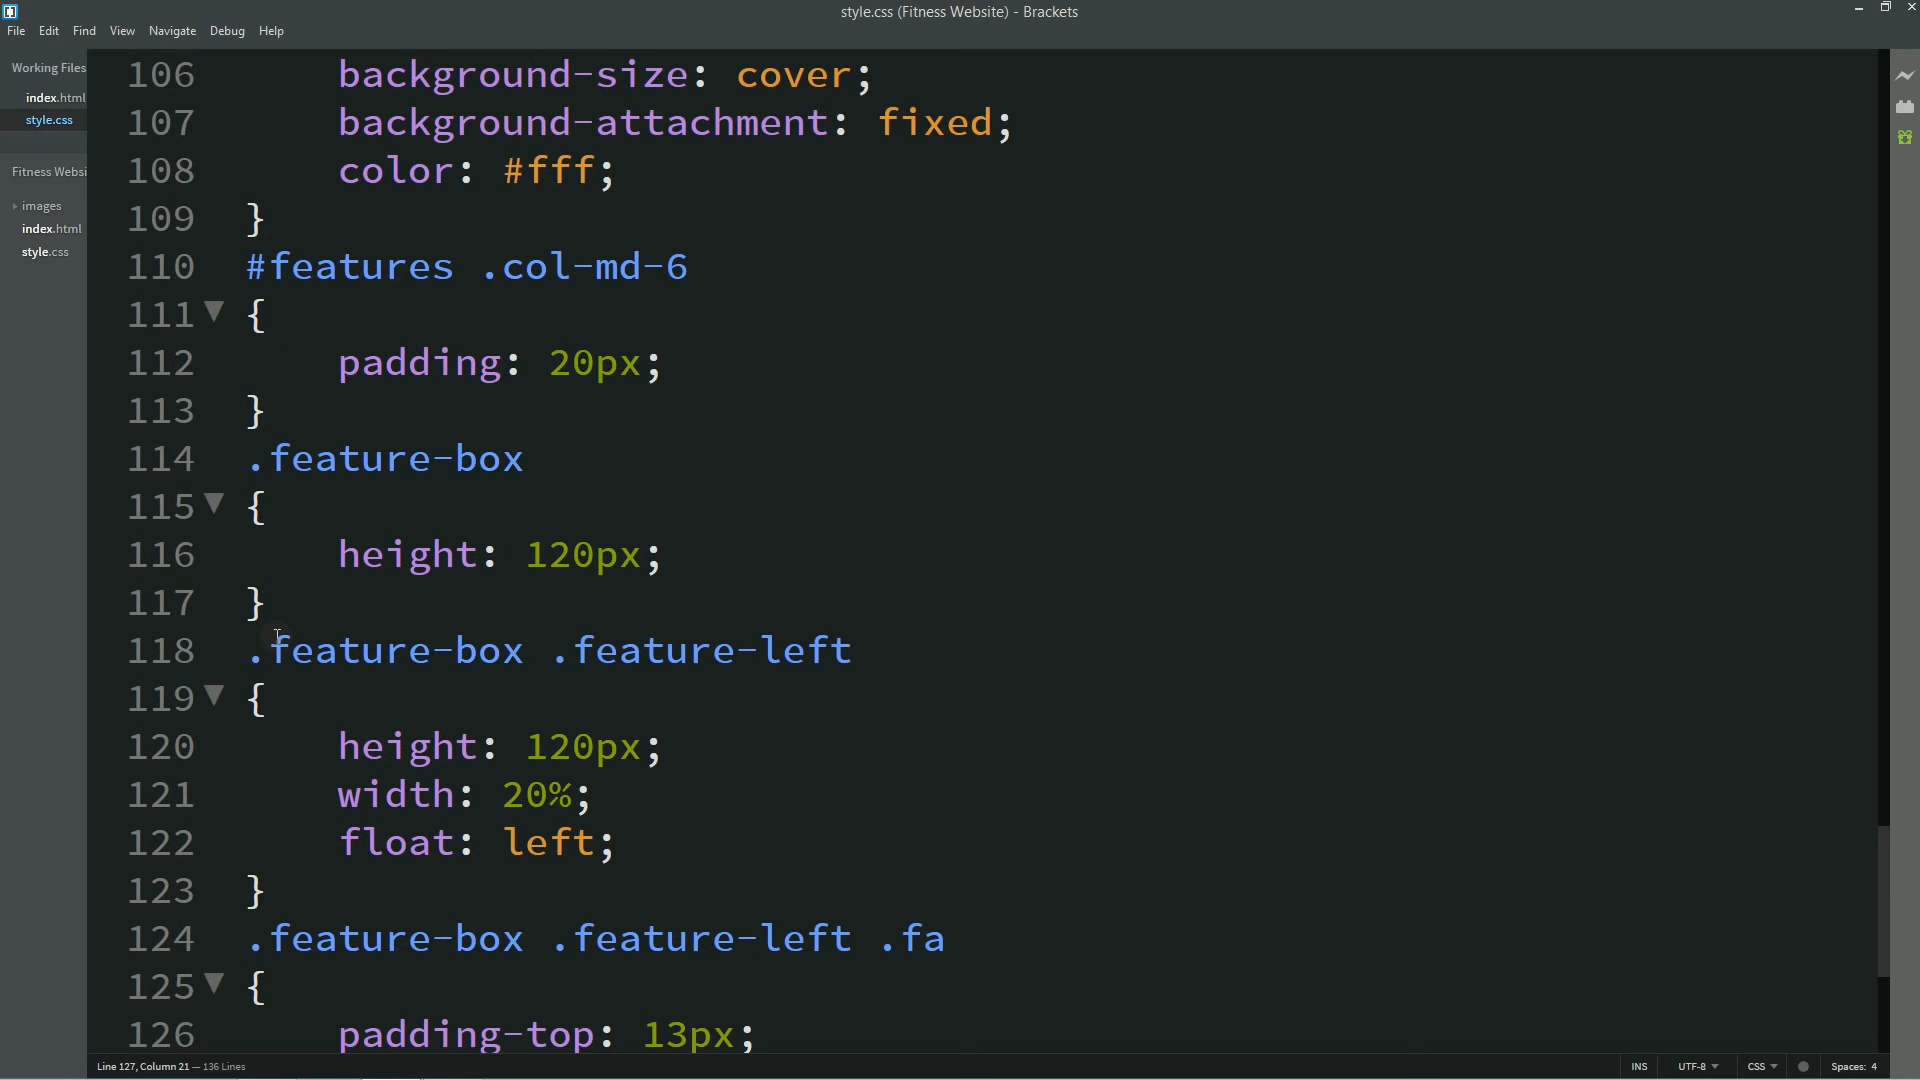 style.css (Fitness Website) - Brackets
File Edit Find View Navigate Debug Help
Working Files
index.html
style.css
Fitness Websi
images
index.html
style.css
106 background-size: cover;
107 background-attachment: fixed;
108 color: #fff;
109 }
110 #features .col-md-6
111 {
112 padding: 20px;
113 }
114 .feature-box
115 {
116 height: 120px;
117 }
118 .feature-box .feature-left
119 {
120 height: 120px;
121 width: 20%;
122 float: left;
123 }
124 .feature-box .feature-left .fa
125 {
126 padding-top: 13px;
Line 127, Column 21 — 136 Lines
INS UTF-8 CSS Spaces: 4